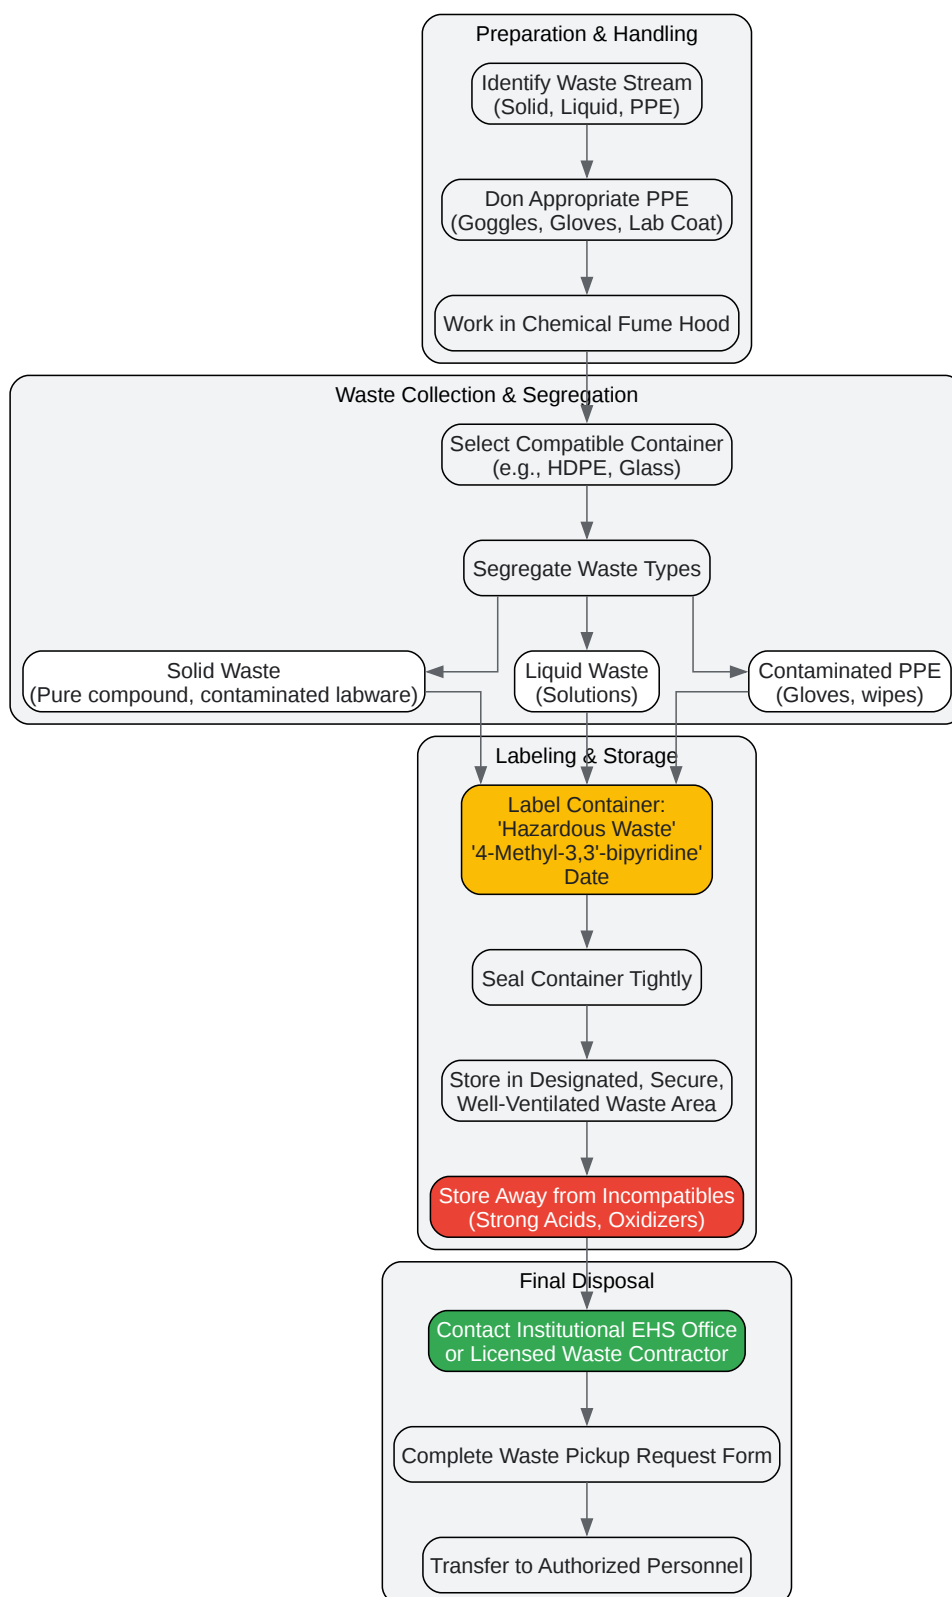 Preparation & Handling
Identify Waste Stream
(Solid, Liquid, PPE)
Don Appropriate PPE
(Goggles, Gloves, Lab Coat)
Work in Chemical Fume Hood
Waste Collection & Segregation
Select Compatible Container
(e.g., HDPE, Glass)
Segregate Waste Types
Solid Waste
(Pure compound, contaminated labware)
Liquid Waste
(Solutions)
Contaminated PPE
(Gloves, wipes)
Labeling & Storage
Label Container:
'Hazardous Waste'
'4-Methyl-3,3'-bipyridine'
Date
Seal Container Tightly
Store in Designated, Secure,
Well-Ventilated Waste Area
Store Away from Incompatibles
(Strong Acids, Oxidizers)
Final Disposal
Contact Institutional EHS Office
or Licensed Waste Contractor
Complete Waste Pickup Request Form
Transfer to Authorized Personnel